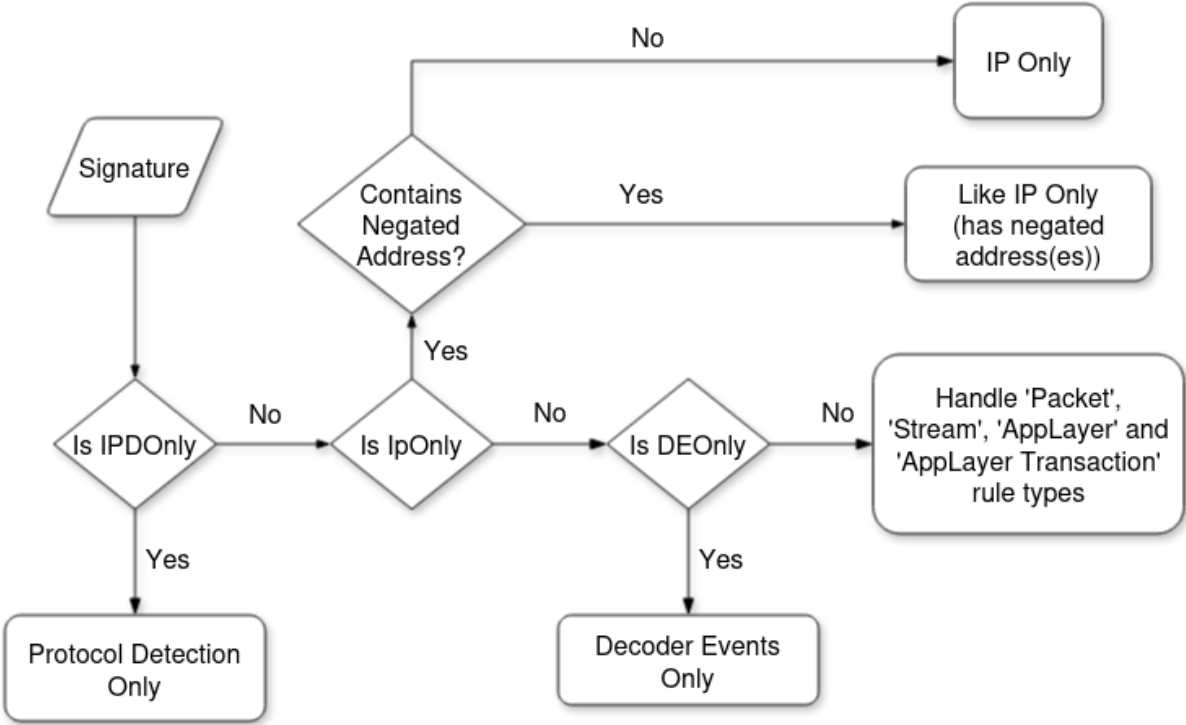 No
IP Only
Signature
Contains
Negated
Address?
Yes
Like IP Only
(has negated
address(es))
Yes
Is IPDOnly
No
Is IpOnly
No
Is DEOnly
No
Handle 'Packet',
'Stream', 'AppLayer' and
'AppLayer Transaction'
rule types
Yes
Yes
Protocol Detection
Only
Decoder Events
Only